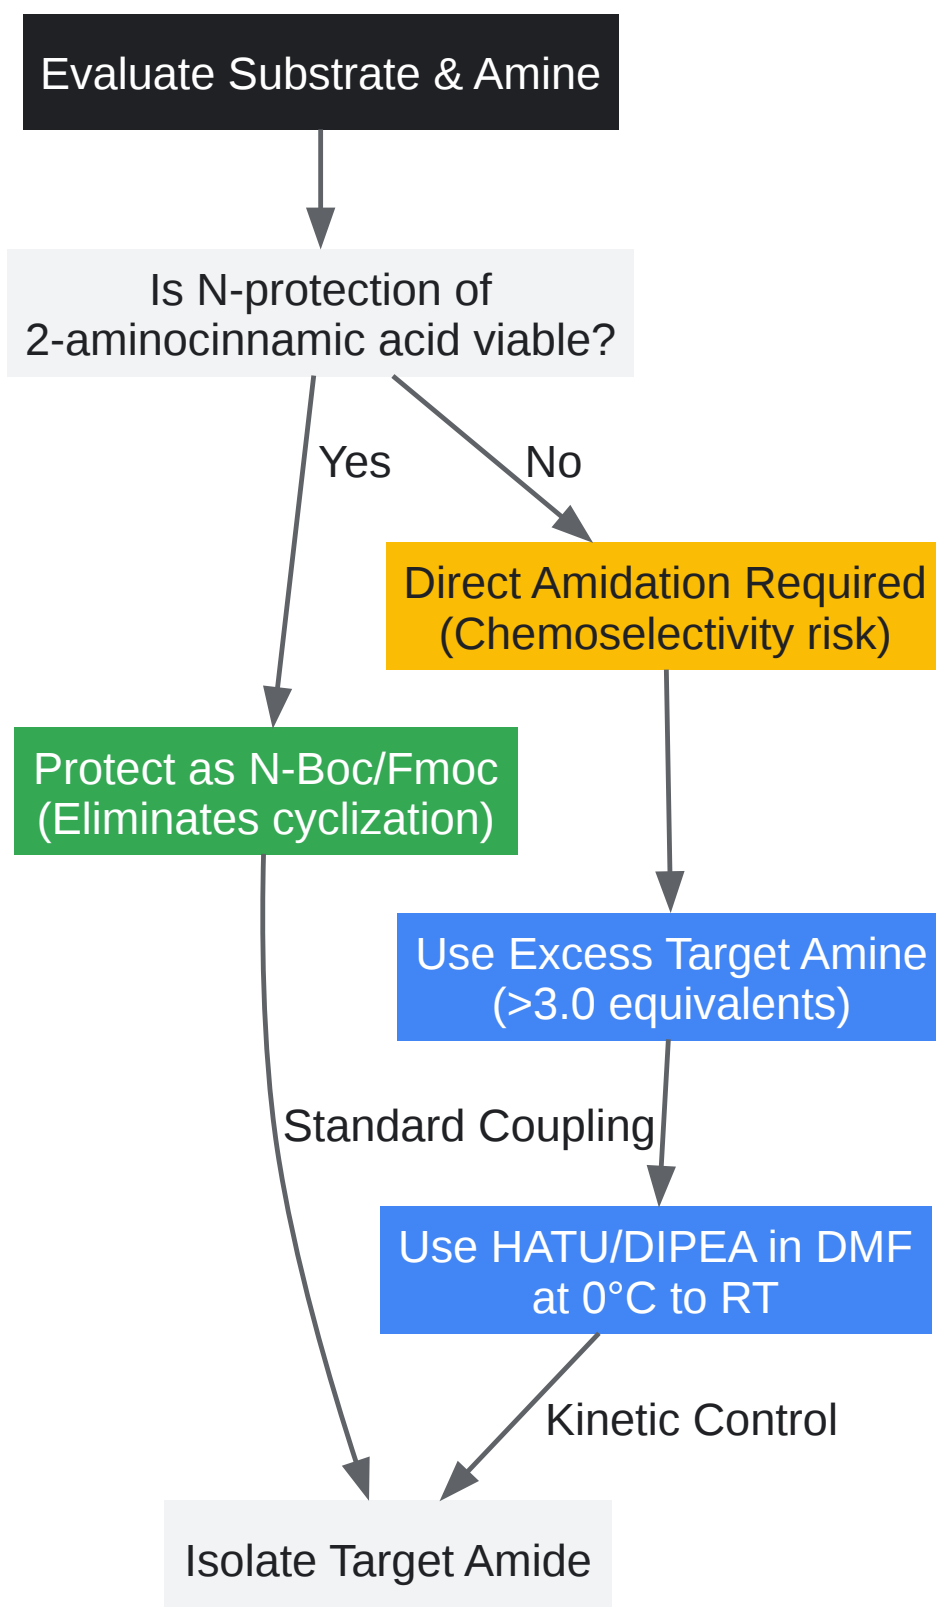 Evaluate Substrate & Amine
Is N-protection of
2-aminocinnamic acid viable?
Yes
No
Direct Amidation Required
(Chemoselectivity risk)
Protect as N-Boc/Fmoc
(Eliminates cyclization)
Use Excess Target Amine
(>3.0 equivalents)
Standard Coupling
Use HATU/DIPEA in DMF
at 0°C to RT
Kinetic Control
Isolate Target Amide